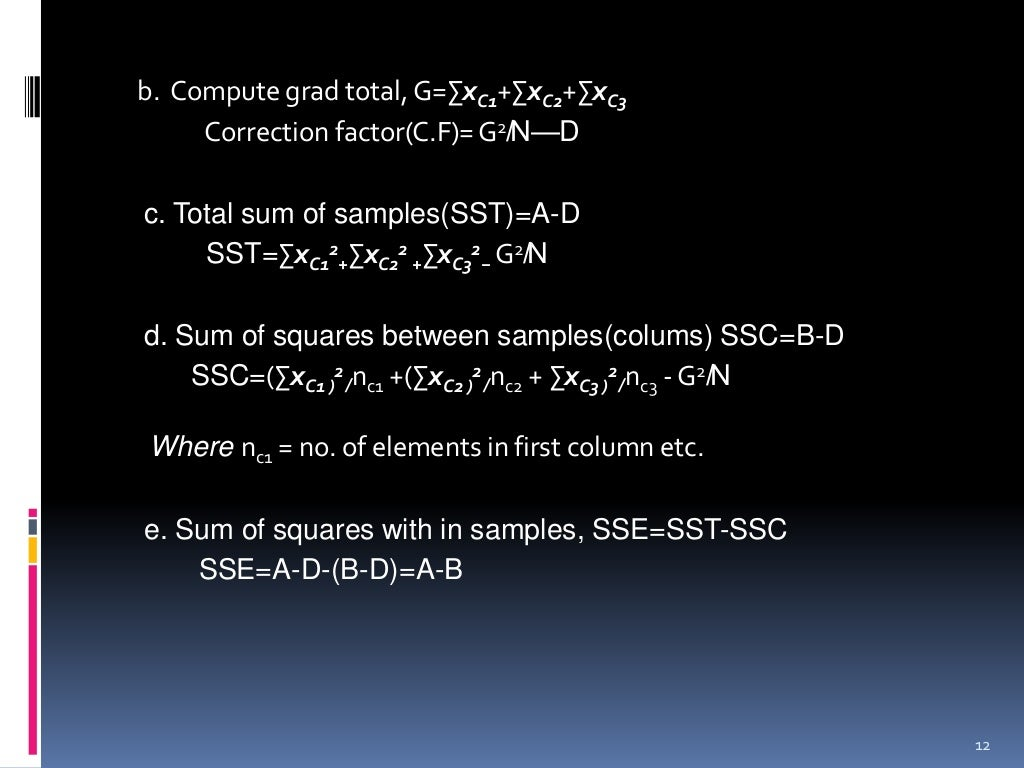 b. Compute grad total, G=∑xC1+∑xC2+∑xC3
Correction factor(C.F)= G²/N—D
c. Total sum of samples(SST)=A-D
SST=∑xC1²+∑xC2² +∑xC3² – G²/N
d. Sum of squares between samples(colums) SSC=B-D
SSC=(∑xC1)²/nc1 +(∑xC2)²/nc2 + ∑xC3)²/nc3 - G²/N
Where nc1 = no. of elements in first column etc.
e. Sum of squares with in samples, SSE=SST-SSC
SSE=A-D-(B-D)=A-B
12